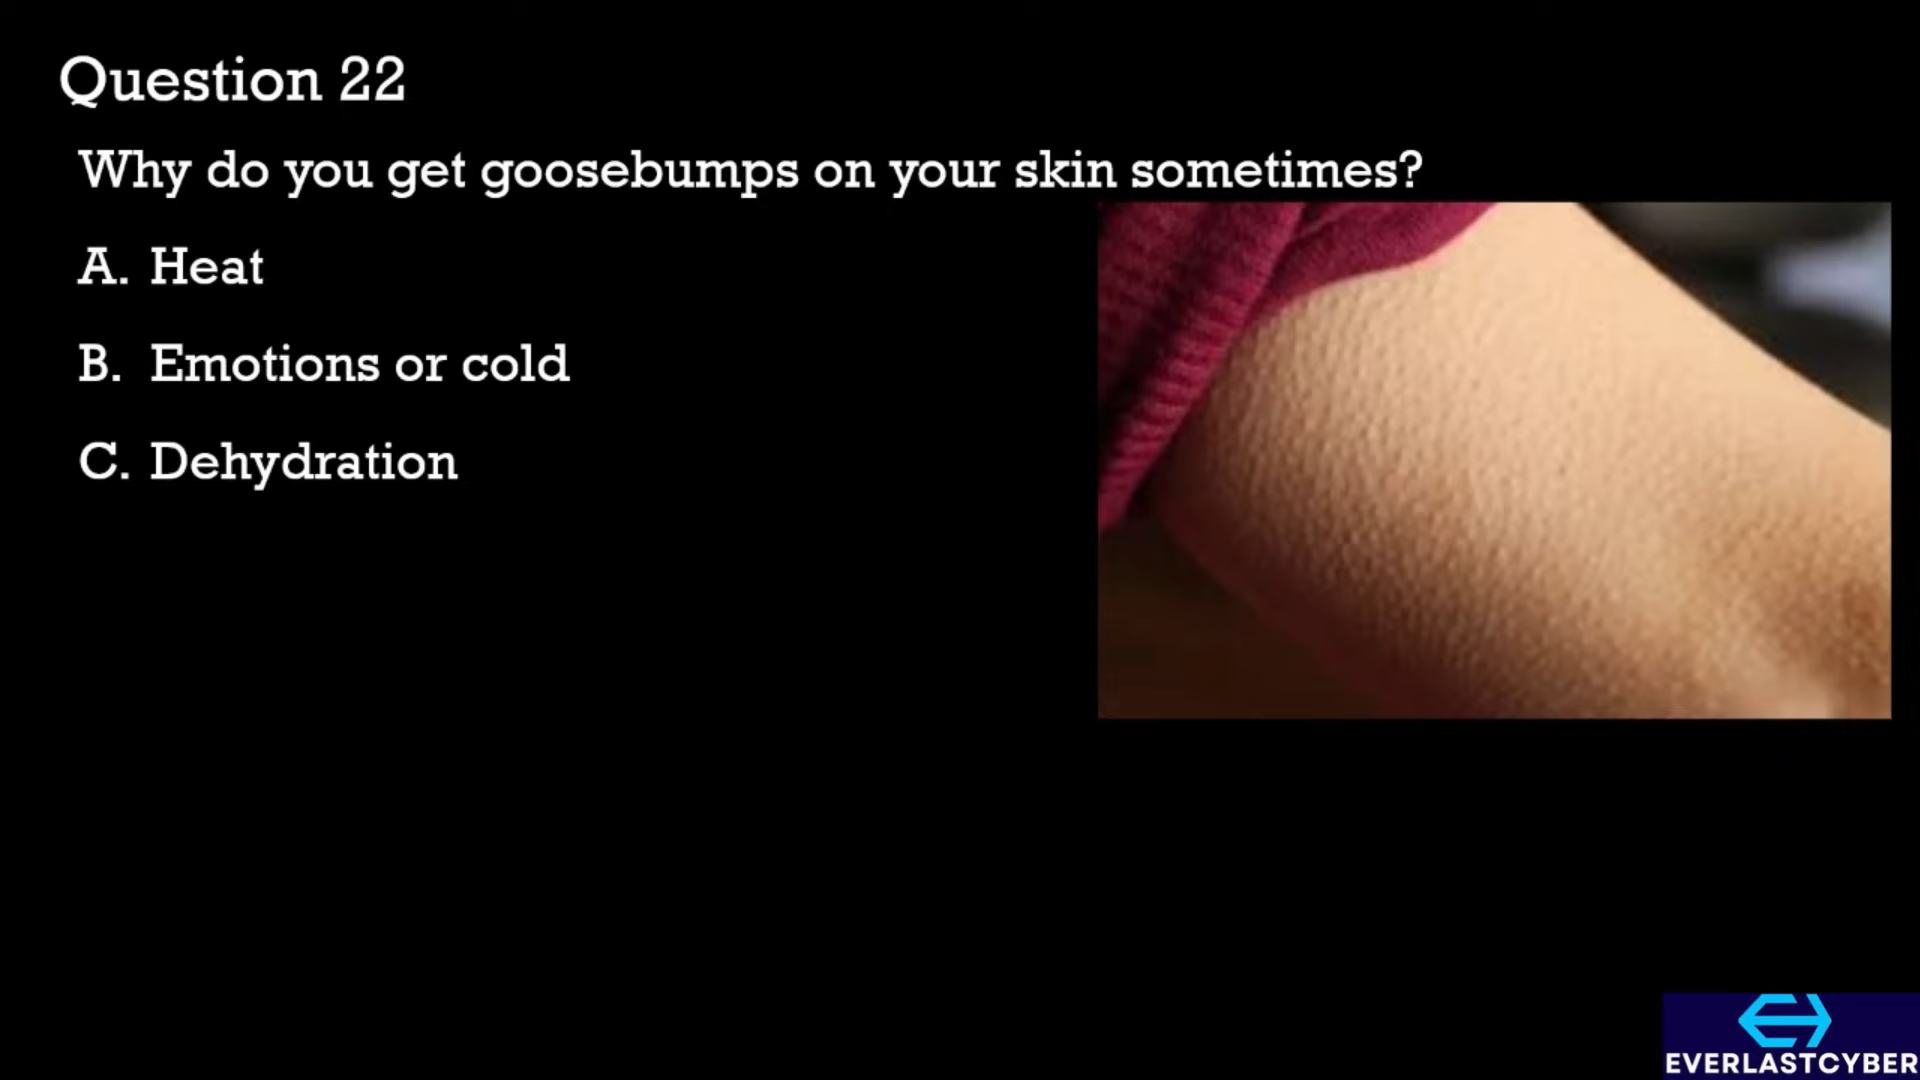 Question 22
Why do you get goosebumps on your skin sometimes?
A. Heat
B. Emotions or cold
C. Dehydration
EVERLASTCYBER